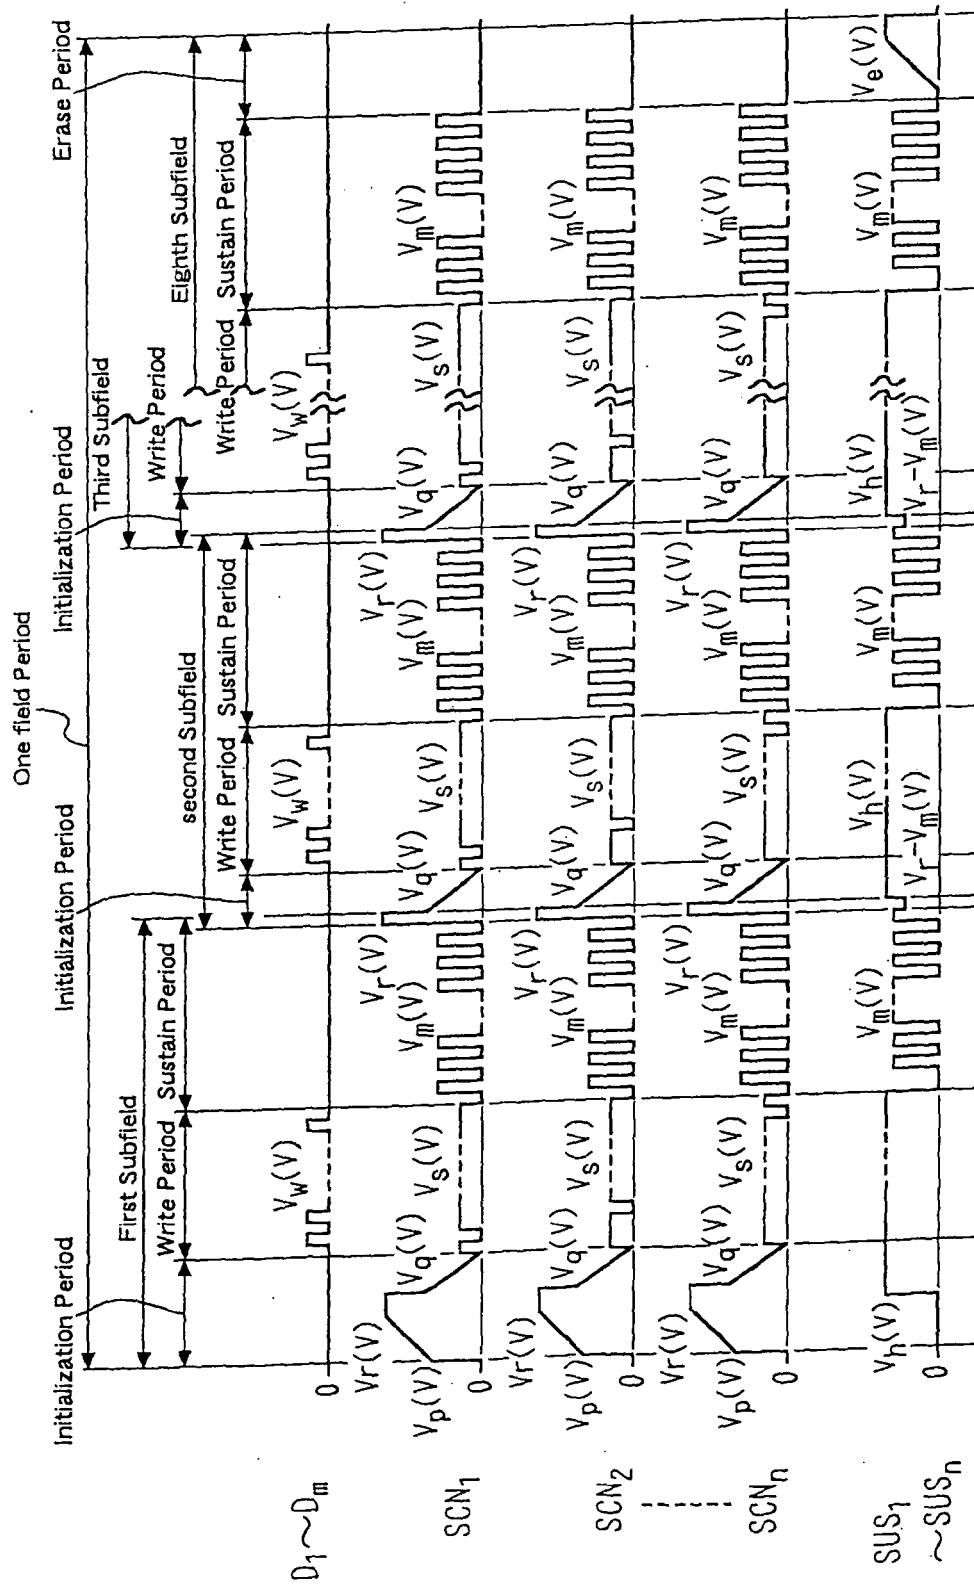 One field Period
Initialization Period
Initialization Period
Initialization Period
Erase Period
First Subfield
second Subfield
Third Subfield
Eighth Subfield
Write Period
Sustain Period
Write Period
Sustain Period
Write Period
Write Period
Sustain Period
D1~Dm
0
Vw(V)
Vw(V)
Vw(V)
SCN1
0
Vp(V)
Vr(V)
Vq(V)
Vs(V)
Vm(V)
Vr(V)
Vq(V)
Vs(V)
Vm(V)
Vr(V)
Vq(V)
Vs(V)
Vm(V)
SCN2
0
Vp(V)
Vr(V)
Vq(V)
Vs(V)
Vm(V)
Vr(V)
Vq(V)
Vs(V)
Vm(V)
Vr(V)
Vq(V)
Vs(V)
Vm(V)
SCNn
0
Vp(V)
Vr(V)
Vq(V)
Vs(V)
Vm(V)
Vr(V)
Vq(V)
Vs(V)
Vm(V)
Vr(V)
Vq(V)
Vs(V)
Vm(V)
SUS1
~SUSn
0
Vh(V)
Vm(V)
Vr-Vm(V)
Vh(V)
Vm(V)
Vr-Vm(V)
Vh(V)
Vm(V)
Ve(V)